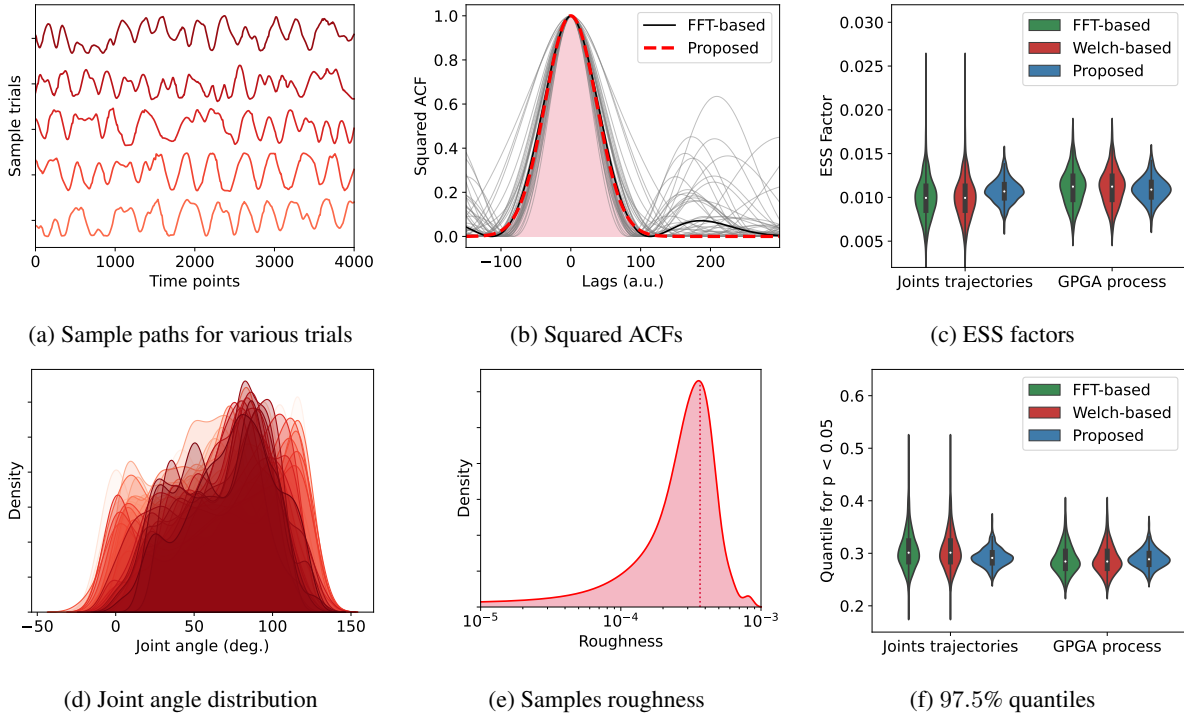 Sample trials
0 1000 2000 3000 4000
Time points
(a) Sample paths for various trials
FFT-based
Proposed
Squared ACF
1.0
0.8
0.6
0.4
0.2
0.0
−100 0 100 200
Lags (a.u.)
(b) Squared ACFs
FFT-based
Welch-based
Proposed
ESS Factor
0.030
0.025
0.020
0.015
0.010
0.005
Joints trajectories GPGA process
(c) ESS factors
Density
−50 0 50 100 150
Joint angle (deg.)
(d) Joint angle distribution
Density
10−5 10−4 10−3
Roughness
(e) Samples roughness
FFT-based
Welch-based
Proposed
Quantile for p < 0.05
0.6
0.5
0.4
0.3
0.2
Joints trajectories GPGA process
(f) 97.5% quantiles